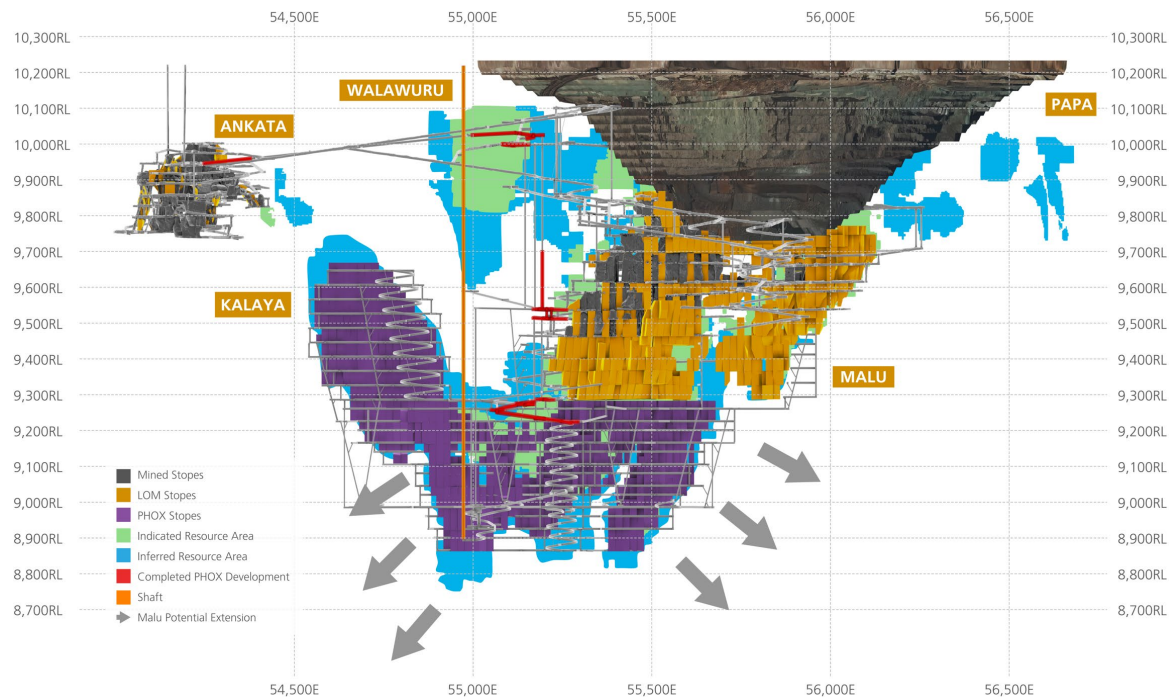 54,500E 55,000E 55,500E 56,000E 56,500E
10,300RL 10,300RL
10,200RL 10,200RL
WALAWURU
PAPA
10,100RL 10,100RL
ANKATA
10,000RL 10,000RL
9,900RL 9,900RL
9,800RL 9,800RL
9,700RL 9,700RL
KALAYA
9,600RL 9,600RL
9,500RL 9,500RL
9,400RL 9,400RL
MALU
9,300RL 9,300RL
9,200RL 9,200RL
9,100RL 9,100RL
9,000RL 9,000RL
8,900RL 8,900RL
8,800RL 8,800RL
8,700RL 8,700RL
Mined Stopes
LOM Stopes
PHOX Stopes
Indicated Resource Area
Inferred Resource Area
Completed PHOX Development
Shaft
Malu Potential Extension
54,500E 55,000E 55,500E 56,000E 56,500E